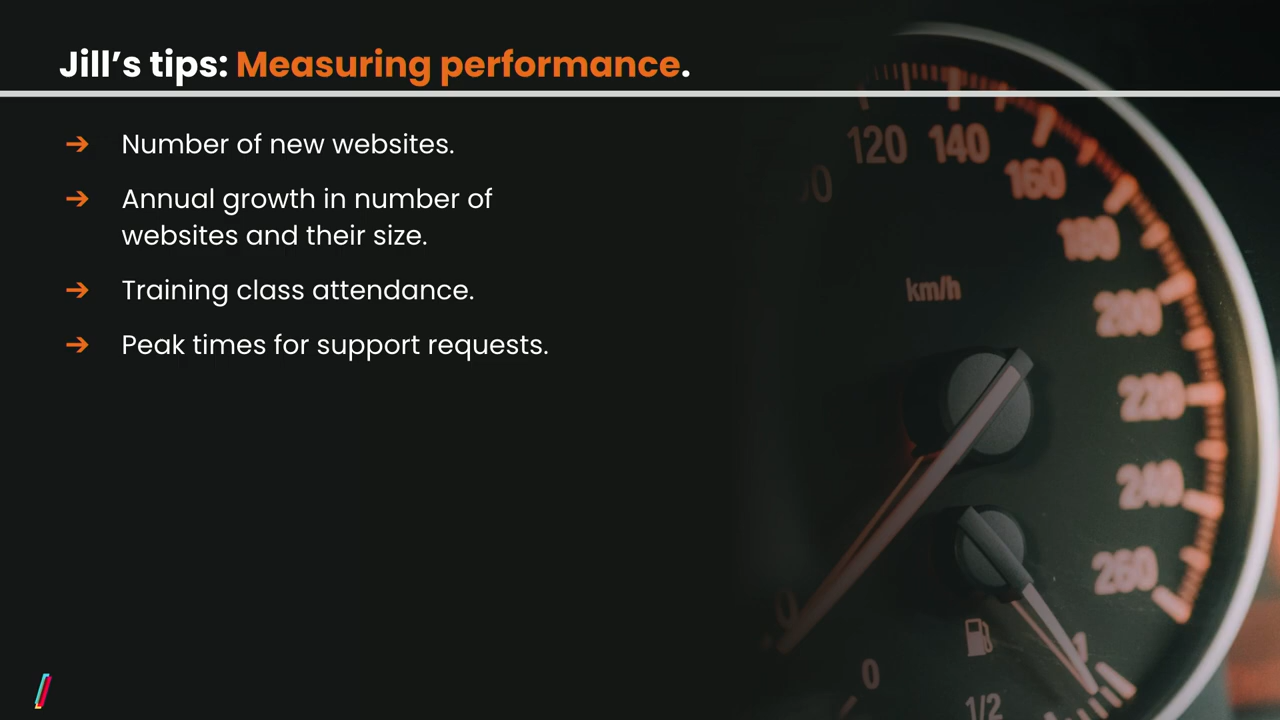 Jill’s tips: Measuring performance.
➔ Number of new websites.
➔ Annual growth in number of
websites and their size.
➔ Training class attendance.
➔ Peak times for support requests.
120 140
160
180
km/h
200
220
240
260
0
0
1/2